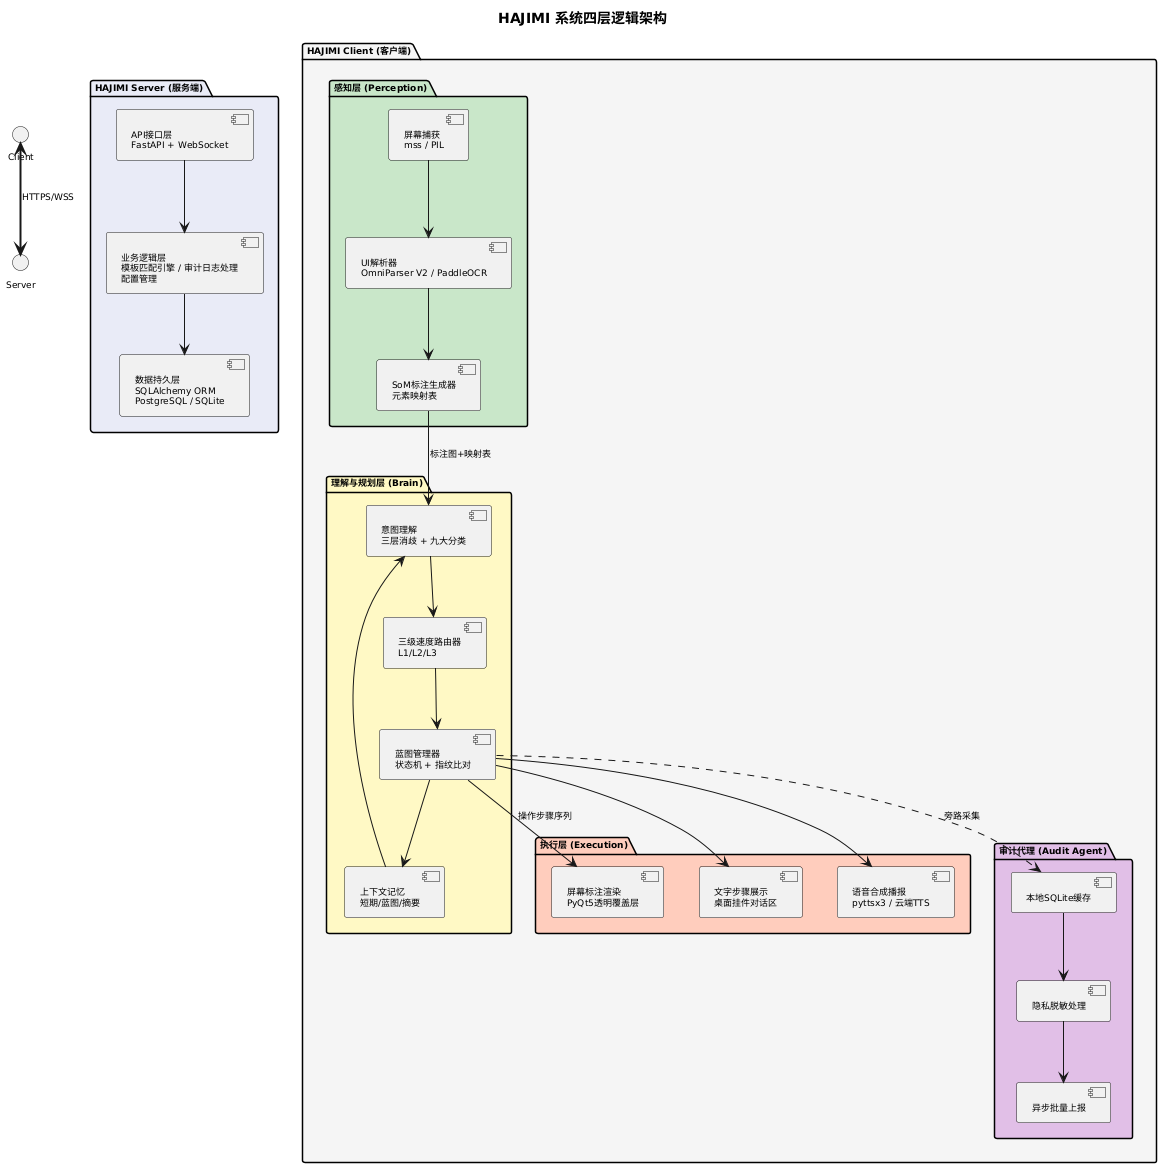 HAJIMI 系统四层逻辑架构
Client
HTTPS/WSS
Server
HAJIMI Server (服务端)
API接口层
FastAPI + WebSocket
业务逻辑层
模板匹配引擎 / 审计日志处理
配置管理
数据持久层
SQLAlchemy ORM
PostgreSQL / SQLite
HAJIMI Client (客户端)
感知层 (Perception)
屏幕捕获
mss / PIL
UI解析器
OmniParser V2 / PaddleOCR
SoM标注生成器
元素映射表
标注图+映射表
理解与规划层 (Brain)
意图理解
三层消歧 + 九大分类
三级速度路由器
L1/L2/L3
蓝图管理器
状态机 + 指纹比对
上下文记忆
短期/蓝图/摘要
操作步骤序列
旁路采集
执行层 (Execution)
屏幕标注渲染
PyQt5透明覆盖层
文字步骤展示
桌面挂件对话区
语音合成播报
pyttsx3 / 云端TTS
审计代理 (Audit Agent)
本地SQLite缓存
隐私脱敏处理
异步批量上报